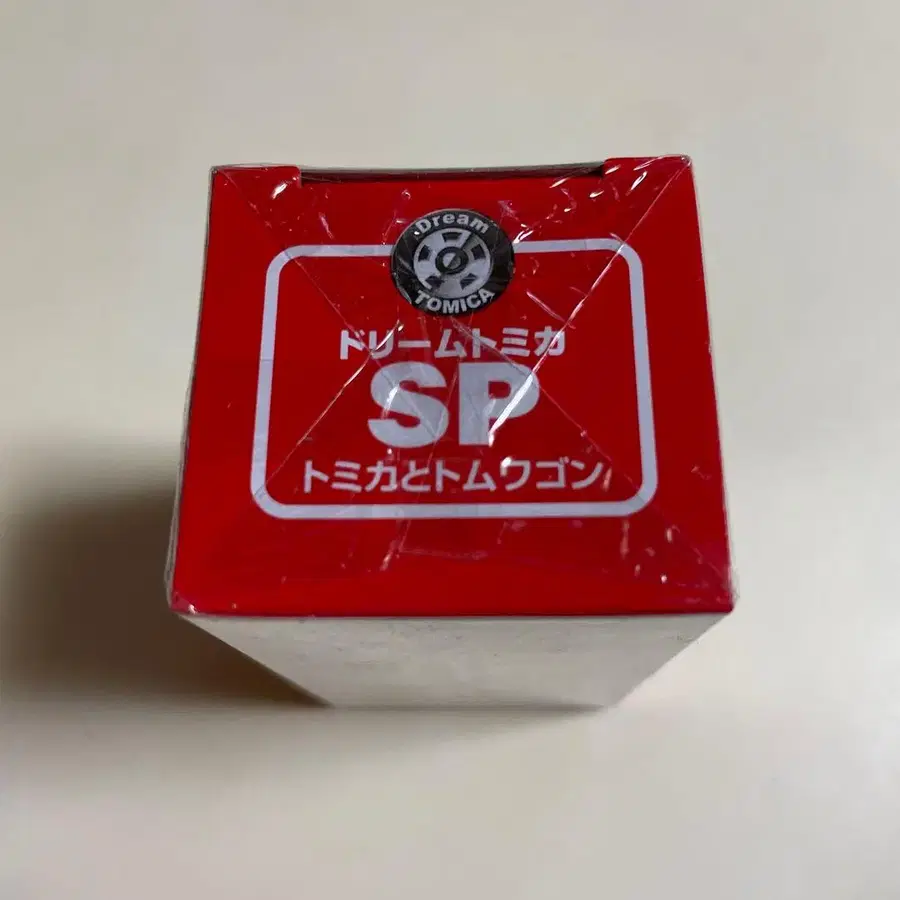 Dream
TOMICA
ドリームトミカ
SP
トミカとトムワゴン